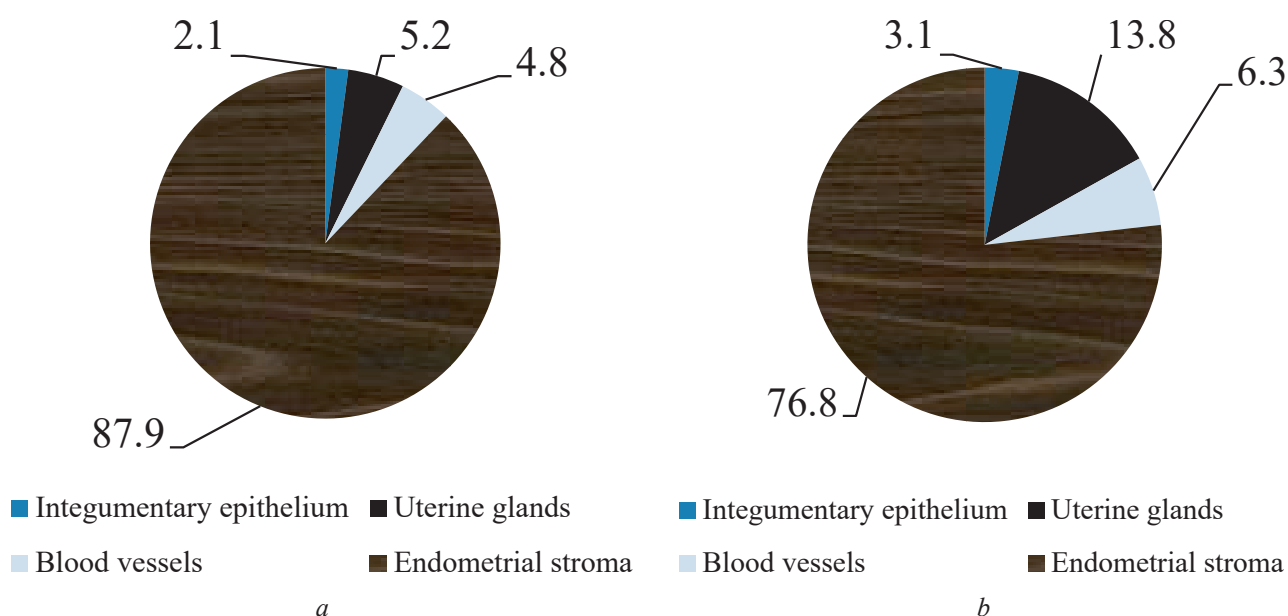 2.1
5.2
4.8
87.9
Integumentary epithelium
Uterine glands
Blood vessels
Endometrial stroma
a
3.1
13.8
6.3
76.8
Integumentary epithelium
Uterine glands
Blood vessels
Endometrial stroma
b